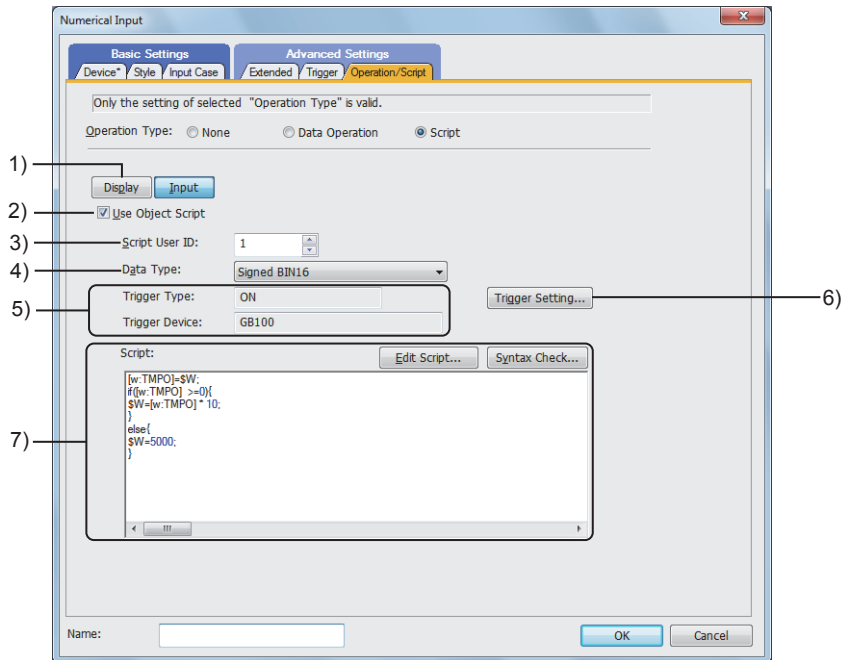 Numerical Input
Basic Settings Advanced Settings
Device* Style Input Case Extended Trigger Operation/Script
Only the setting of selected "Operation Type" is valid.
Operation Type: None Data Operation Script
1)
Display Input
2)
Use Object Script
3)
Script User ID: 1
4)
Data Type: Signed BIN16
5)
Trigger Type: ON
Trigger Setting...
6)
Trigger Device: GB100
Script: Edit Script... Syntax Check...
7)
[w:TMPO]=$W;
if([w:TMPO] >=0){
$W=[w:TMPO] * 10;
}
else{
$W=5000;
}
Name: OK Cancel